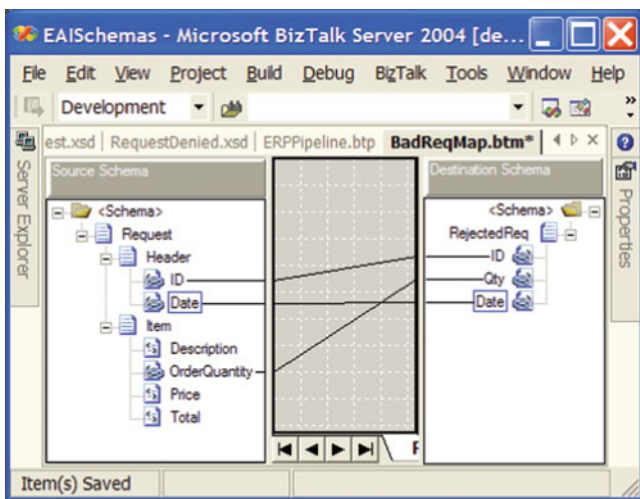 EAISchemas - Microsoft BizTalk Server 2004 [de...
File Edit View Project Build Debug BizTalk Tools Window Help
Development
est.xsd RequestDenied.xsd ERPPipeline.btp BadReqMap.btm*
Server Explorer
Source Schema
<Schema>
Request
Header
ID
Date
Item
Description
OrderQuantity
Price
Total
Destination Schema
<Schema>
RejectedReq
ID
Qty
Date
Properties
Item(s) Saved